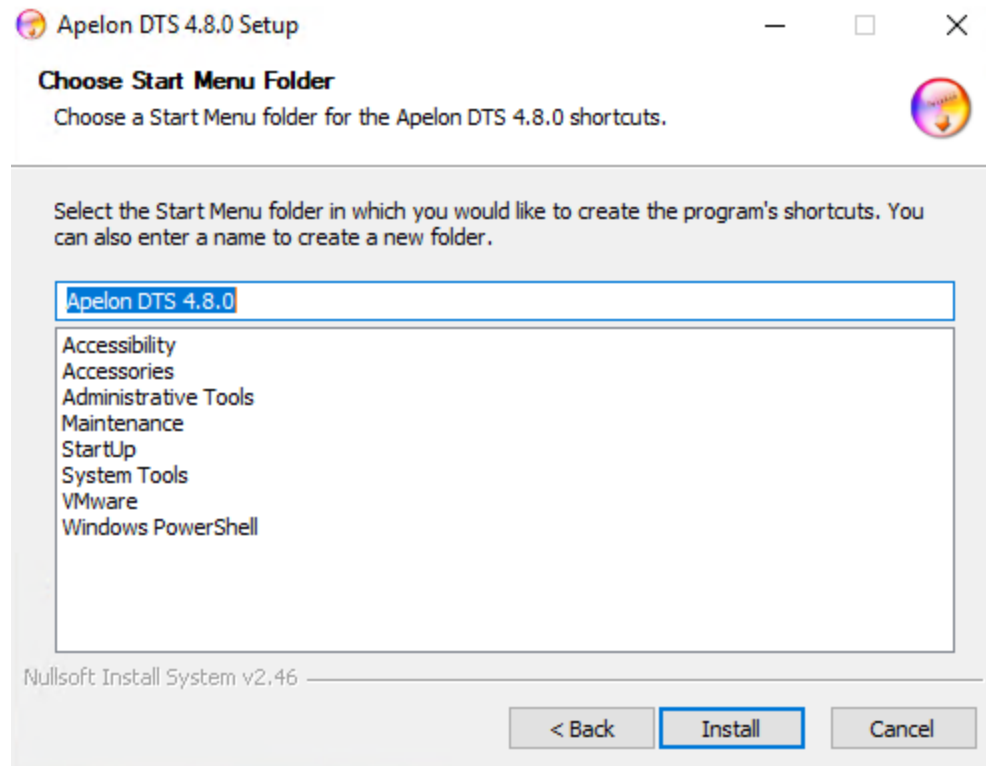 Apelon DTS 4.8.0 Setup
Choose Start Menu Folder
Choose a Start Menu folder for the Apelon DTS 4.8.0 shortcuts.
Select the Start Menu folder in which you would like to create the program's shortcuts. You
can also enter a name to create a new folder.
Apelon DTS 4.8.0
Accessibility
Accessories
Administrative Tools
Maintenance
StartUp
System Tools
VMware
Windows PowerShell
Nullsoft Install System v2.46
< Back
Install
Cancel